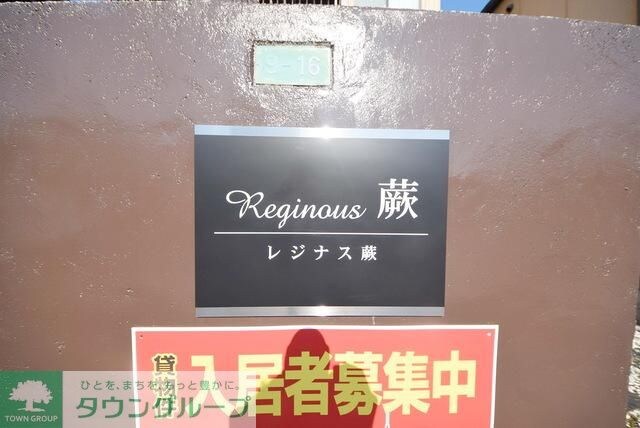 9-16
Reginous 蕨
レジナス蕨
貸
入居者募集中
ひとを、まちを、もっと豊かに。
タウン住ループ
TOWN GROUP